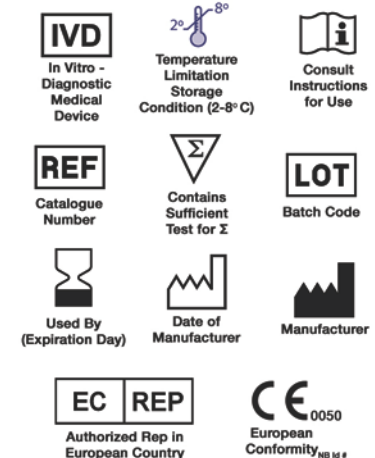 IVD
In Vitro -
Diagnostic
Medical
Device
2° 8°
Temperature
Limitation
Storage
Condition (2-8° C)
i
Consult
Instructions
for Use
REF
Catalogue
Number
Σ
Contains
Sufficient
Test for Σ
LOT
Batch Code
Used By
(Expiration Day)
Date of
Manufacturer
Manufacturer
EC REP
Authorized Rep in
European Country
CE 0050
European
Conformity NB Id #